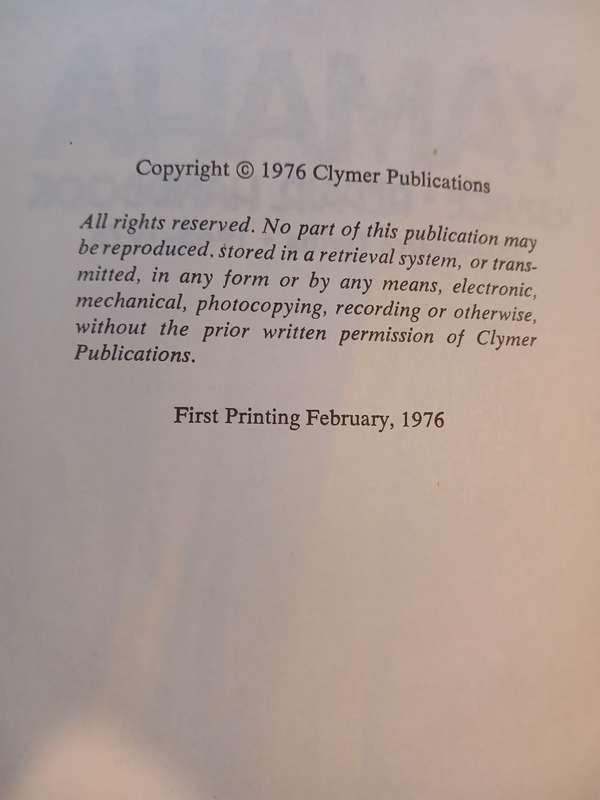 Copyright © 1976 Clymer Publications
All rights reserved. No part of this publication may
be reproduced, stored in a retrieval system, or trans-
mitted, in any form or by any means, electronic,
mechanical, photocopying, recording or otherwise,
without the prior written permission of Clymer
Publications.
First Printing February, 1976